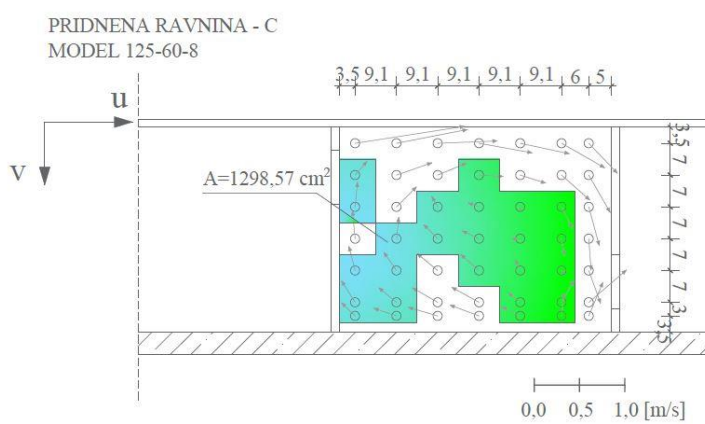 PRIDNENA RAVNINA - C
MODEL 125-60-8
3,5 9,1 9,1 9,1 9,1 9,1 6 5
u
v
A=1298,57 cm²
3,5 7 7 7 7 7 3 3,5
0,0 0,5 1,0 [m/s]